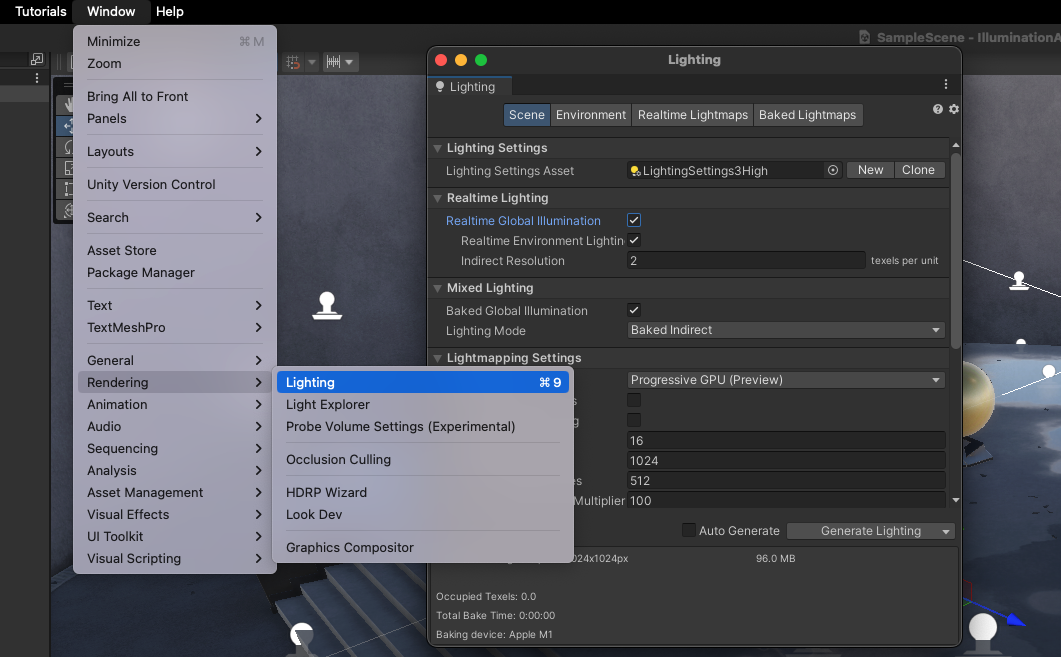 Tutorials Window Help
SampleScene - IlluminationA
Minimize ⌘ M
Zoom
Bring All to Front
Panels
Layouts
Unity Version Control
Search
Asset Store
Package Manager
Text
TextMeshPro
General
Rendering
Animation
Audio
Sequencing
Analysis
Asset Management
Visual Effects
UI Toolkit
Visual Scripting
Lighting ⌘ 9
Light Explorer
Probe Volume Settings (Experimental)
Occlusion Culling
HDRP Wizard
Look Dev
Graphics Compositor
Lighting
Lighting
Scene Environment Realtime Lightmaps Baked Lightmaps
Lighting Settings
Lighting Settings Asset LightingSettings3High New Clone
Realtime Lighting
Realtime Global Illumination
Realtime Environment Lightin
Indirect Resolution 2 texels per unit
Mixed Lighting
Baked Global Illumination
Lighting Mode Baked Indirect
Lightmapping Settings
Progressive GPU (Preview)
s
g
16
1024
es 512
Multiplier 100
Auto Generate Generate Lighting
024x1024px 96.0 MB
Occupied Texels: 0.0
Total Bake Time: 0:00:00
Baking device: Apple M1